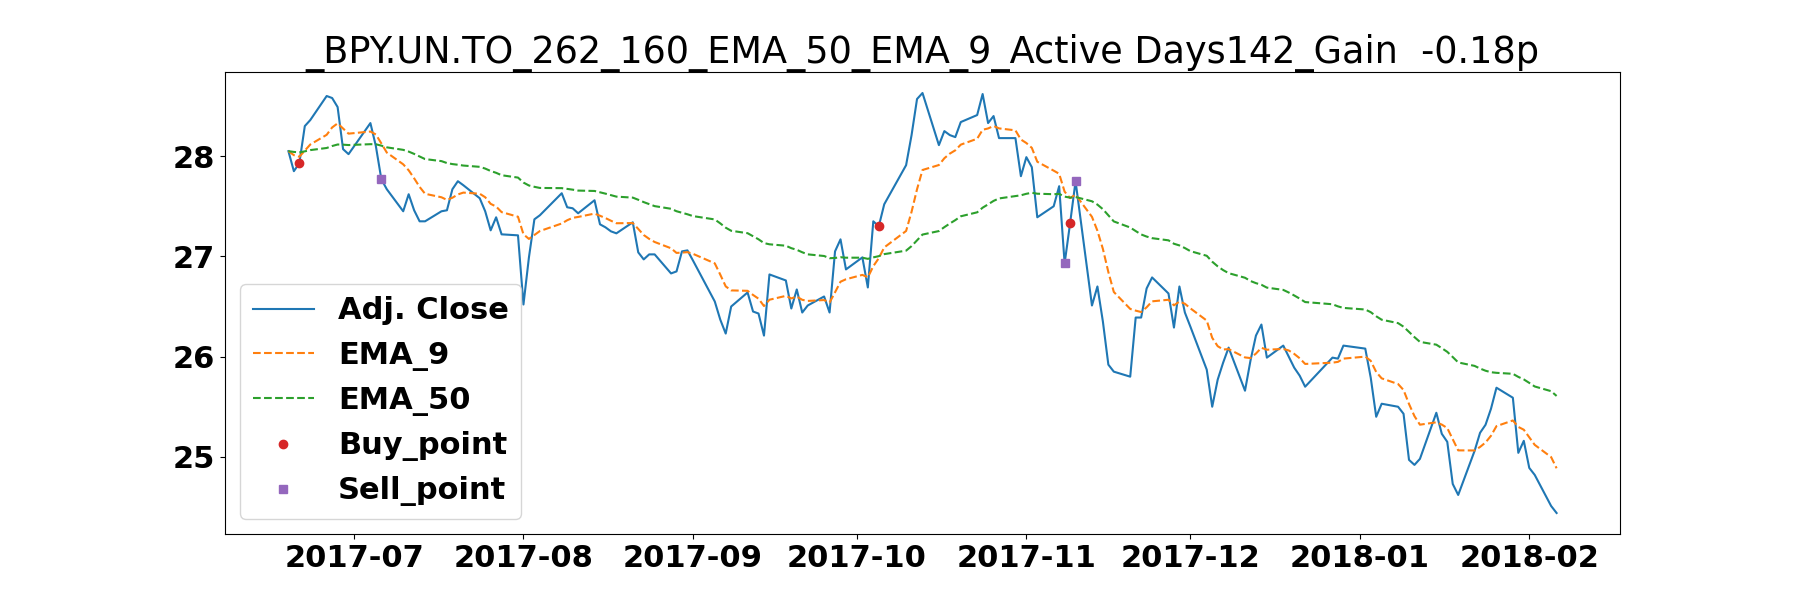 _BPY.UN.TO_262_160_EMA_50_EMA_9_Active Days142_Gain  -0.18p
28
27
26
25
Adj. Close
EMA_9
EMA_50
Buy_point
Sell_point
2017-07 2017-08 2017-09 2017-10 2017-11 2017-12 2018-01 2018-02